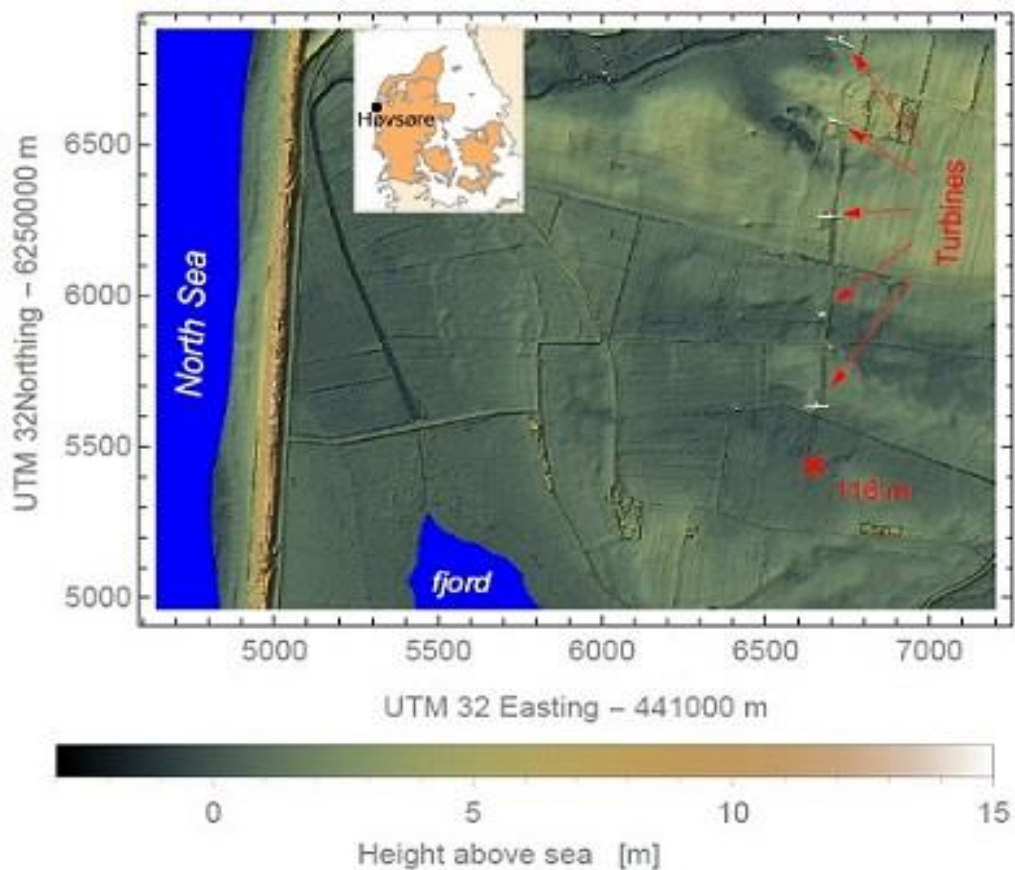 Høvsøre
North Sea
fjord
Turbines
116 m
6500
6000
5500
5000
UTM 32Northing – 6250000 m
5000
5500
6000
6500
7000
UTM 32 Easting – 441000 m
0
5
10
15
Height above sea [m]